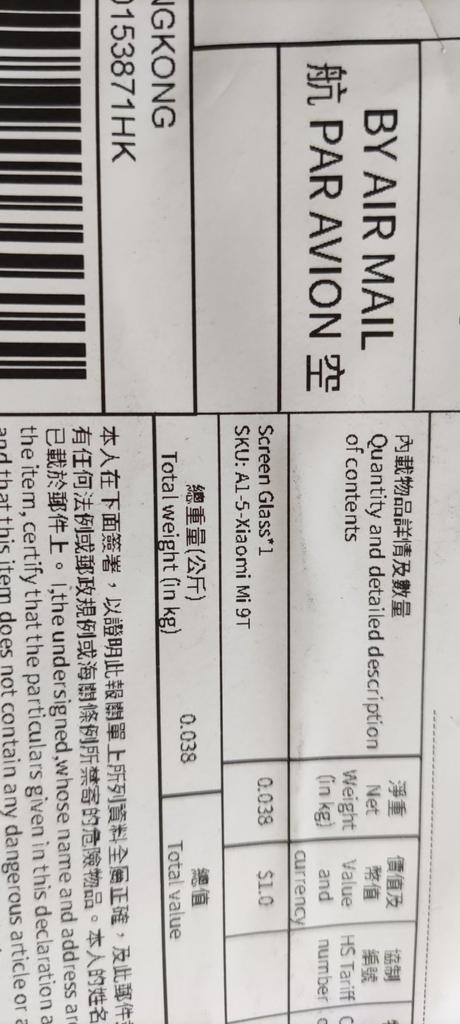 NGKONG
0153871HK
BY AIR MAIL
航 PAR AVION 空
內載物品詳情及數量
Quantity and detailed description
of contents
淨重
Net
Weight
(in kg)
價值及
幣值
Value
and
currency
協制
編號
HS Tariff
number
Screen Glass*1
SKU: A1-5-Xiaomi Mi 9T
0.038
$1.0
總重量(公斤)
Total weight (in kg)
0.038
總值
Total value
本人在下面簽署，以證明此報關單上所列資料全屬正確，及此郵件
有任何法例或郵政規例或海關條例所禁寄的危險物品。本人的姓名
已載於郵件上。 I,the undersigned,whose name and address are
the item, certify that the particulars given in this declaration a
and that this item does not contain any dangerous article or a